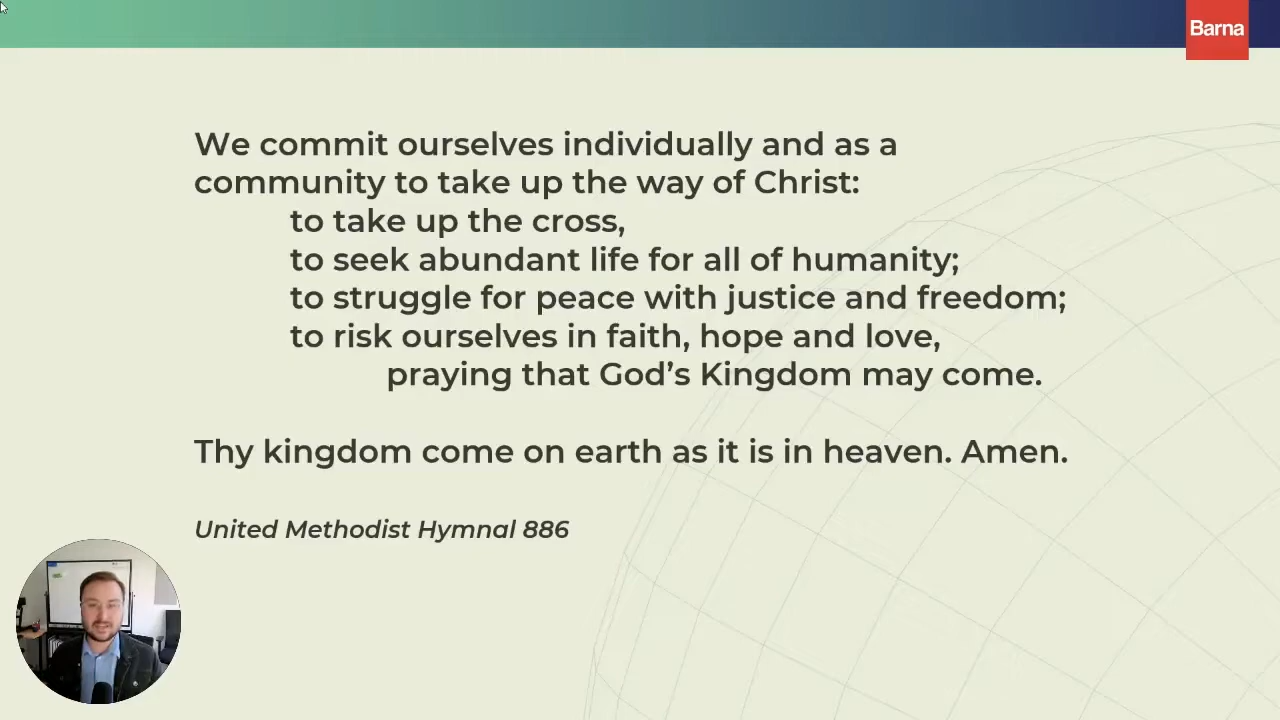 Barna
We commit ourselves individually and as a
community to take up the way of Christ:
to take up the cross,
to seek abundant life for all of humanity;
to struggle for peace with justice and freedom;
to risk ourselves in faith, hope and love,
praying that God’s Kingdom may come.
Thy kingdom come on earth as it is in heaven. Amen.
United Methodist Hymnal 886